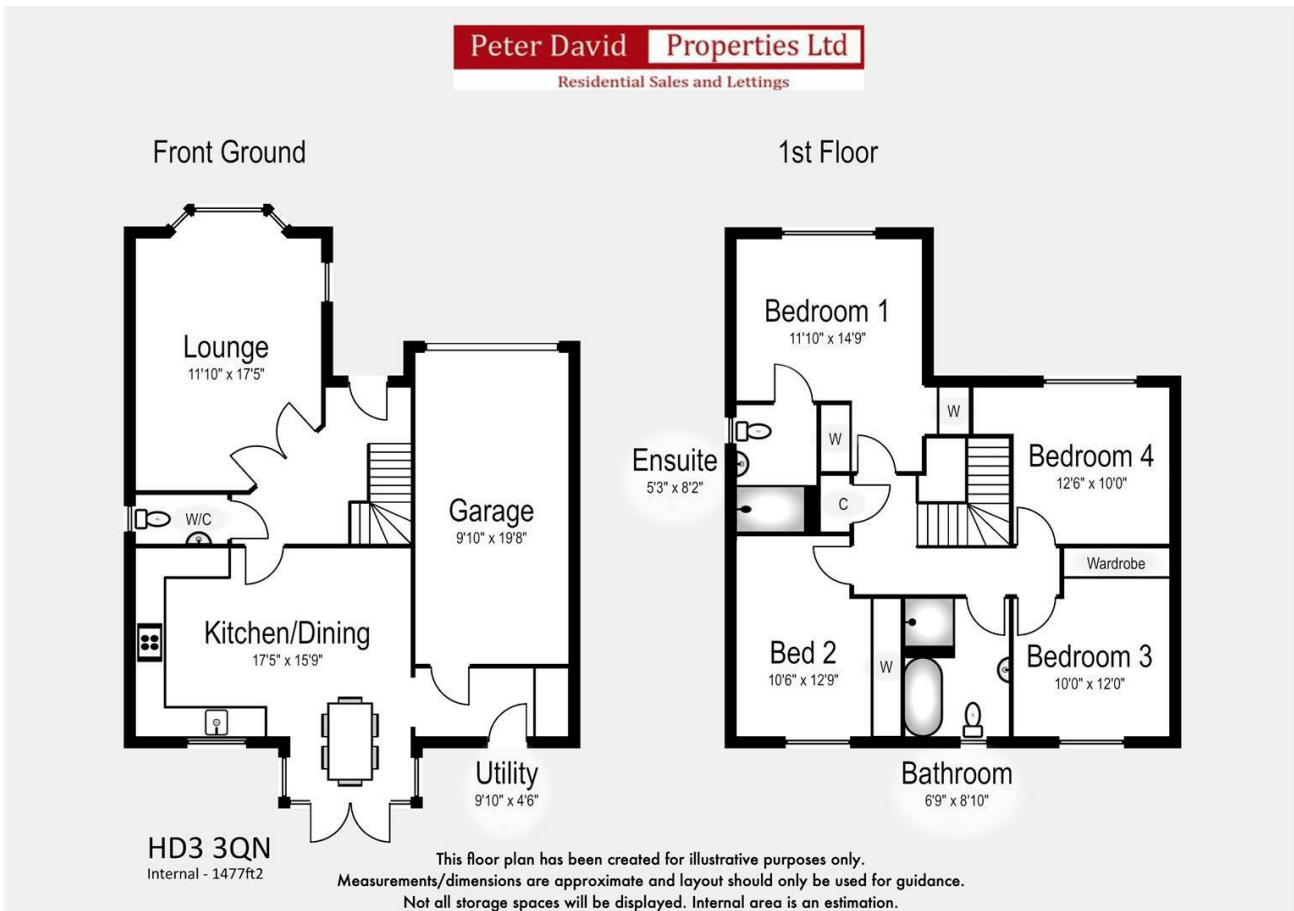 Peter David Properties Ltd
Residential Sales and Lettings
Front Ground
Lounge
11'10" x 17'5"
W/C
Garage
9'10" x 19'8"
Kitchen/Dining
17'5" x 15'9"
Utility
9'10" x 4'6"
1st Floor
Bedroom 1
11'10" x 14'9"
W
W
Ensuite
5'3" x 8'2"
C
Bedroom 4
12'6" x 10'0"
Wardrobe
Bed 2
10'6" x 12'9"
W
Bedroom 3
10'0" x 12'0"
Bathroom
6'9" x 8'10"
HD3 3QN
Internal - 1477ft2
This floor plan has been created for illustrative purposes only.
Measurements/dimensions are approximate and layout should only be used for guidance.
Not all storage spaces will be displayed. Internal area is an estimation.